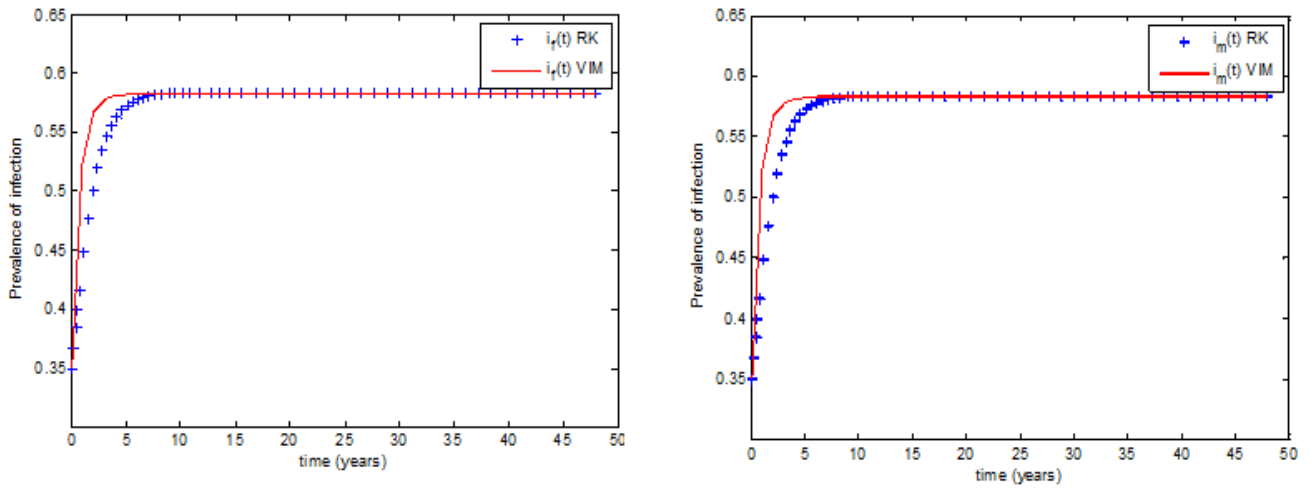 0.65
0.6
0.55
0.5
0.45
0.4
0.35
Prevalence of infection
i_f(t) RK
i_f(t) VIM
0 5 10 15 20 25 30 35 40 45 50
time (years)
0.65
0.6
0.55
0.5
0.45
0.4
0.35
Prevalence of infection
i_m(t) RK
i_m(t) VIM
0 5 10 15 20 25 30 35 40 45 50
time (years)